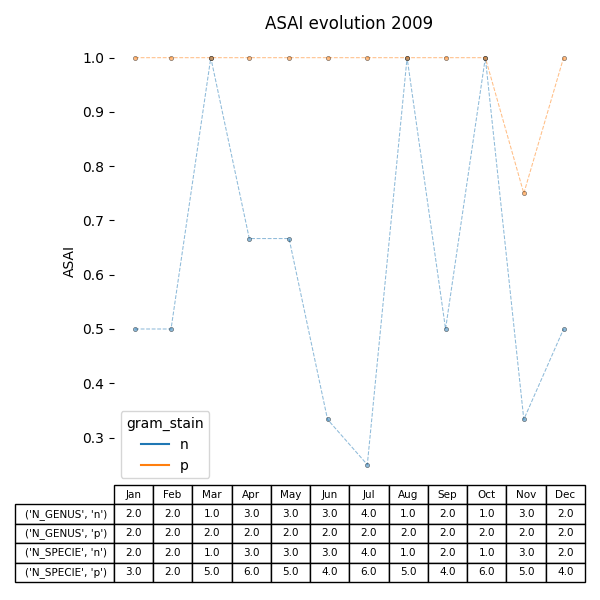 ASAI evolution 2009
1.0
0.9
0.8
0.7
0.6
0.5
0.4
0.3
ASAI
gram_stain
n
p
Jan Feb Mar Apr May Jun Jul Aug Sep Oct Nov Dec
('N_GENUS', 'n') 2.0 2.0 1.0 3.0 3.0 3.0 4.0 1.0 2.0 1.0 3.0 2.0
('N_GENUS', 'p') 2.0 2.0 2.0 2.0 2.0 2.0 2.0 2.0 2.0 2.0 2.0 2.0
('N_SPECIE', 'n') 2.0 2.0 1.0 3.0 3.0 3.0 4.0 1.0 2.0 1.0 3.0 2.0
('N_SPECIE', 'p') 3.0 2.0 5.0 6.0 5.0 4.0 6.0 5.0 4.0 6.0 5.0 4.0